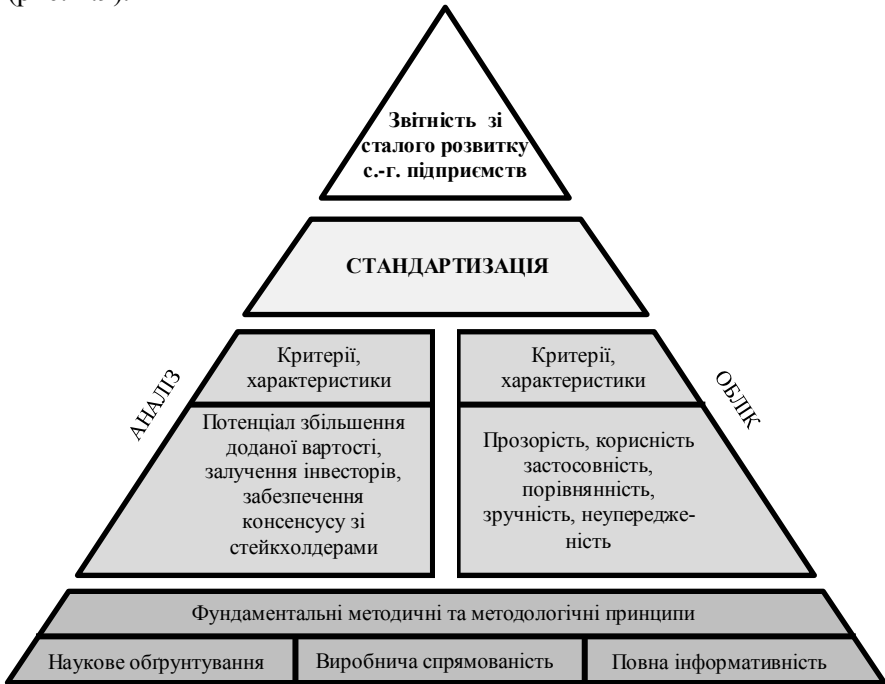 Звітність зі
сталого розвитку
с.-г. підприємств
СТАНДАРТИЗАЦІЯ
АНАЛІЗ
Критерії,
характеристики
Потенціал збільшення
доданої вартості,
залучення інвесторів,
забезпечення
консенсусу зі
стейкхолдерами
Критерії,
характеристики
Прозорість, корисність
застосовність,
порівнянність,
зручність, неупередже-
ність
ОБЛІК
Фундаментальні методичні та методологічні принципи
Наукове обґрунтування
Виробнича спрямованість
Повна інформативність